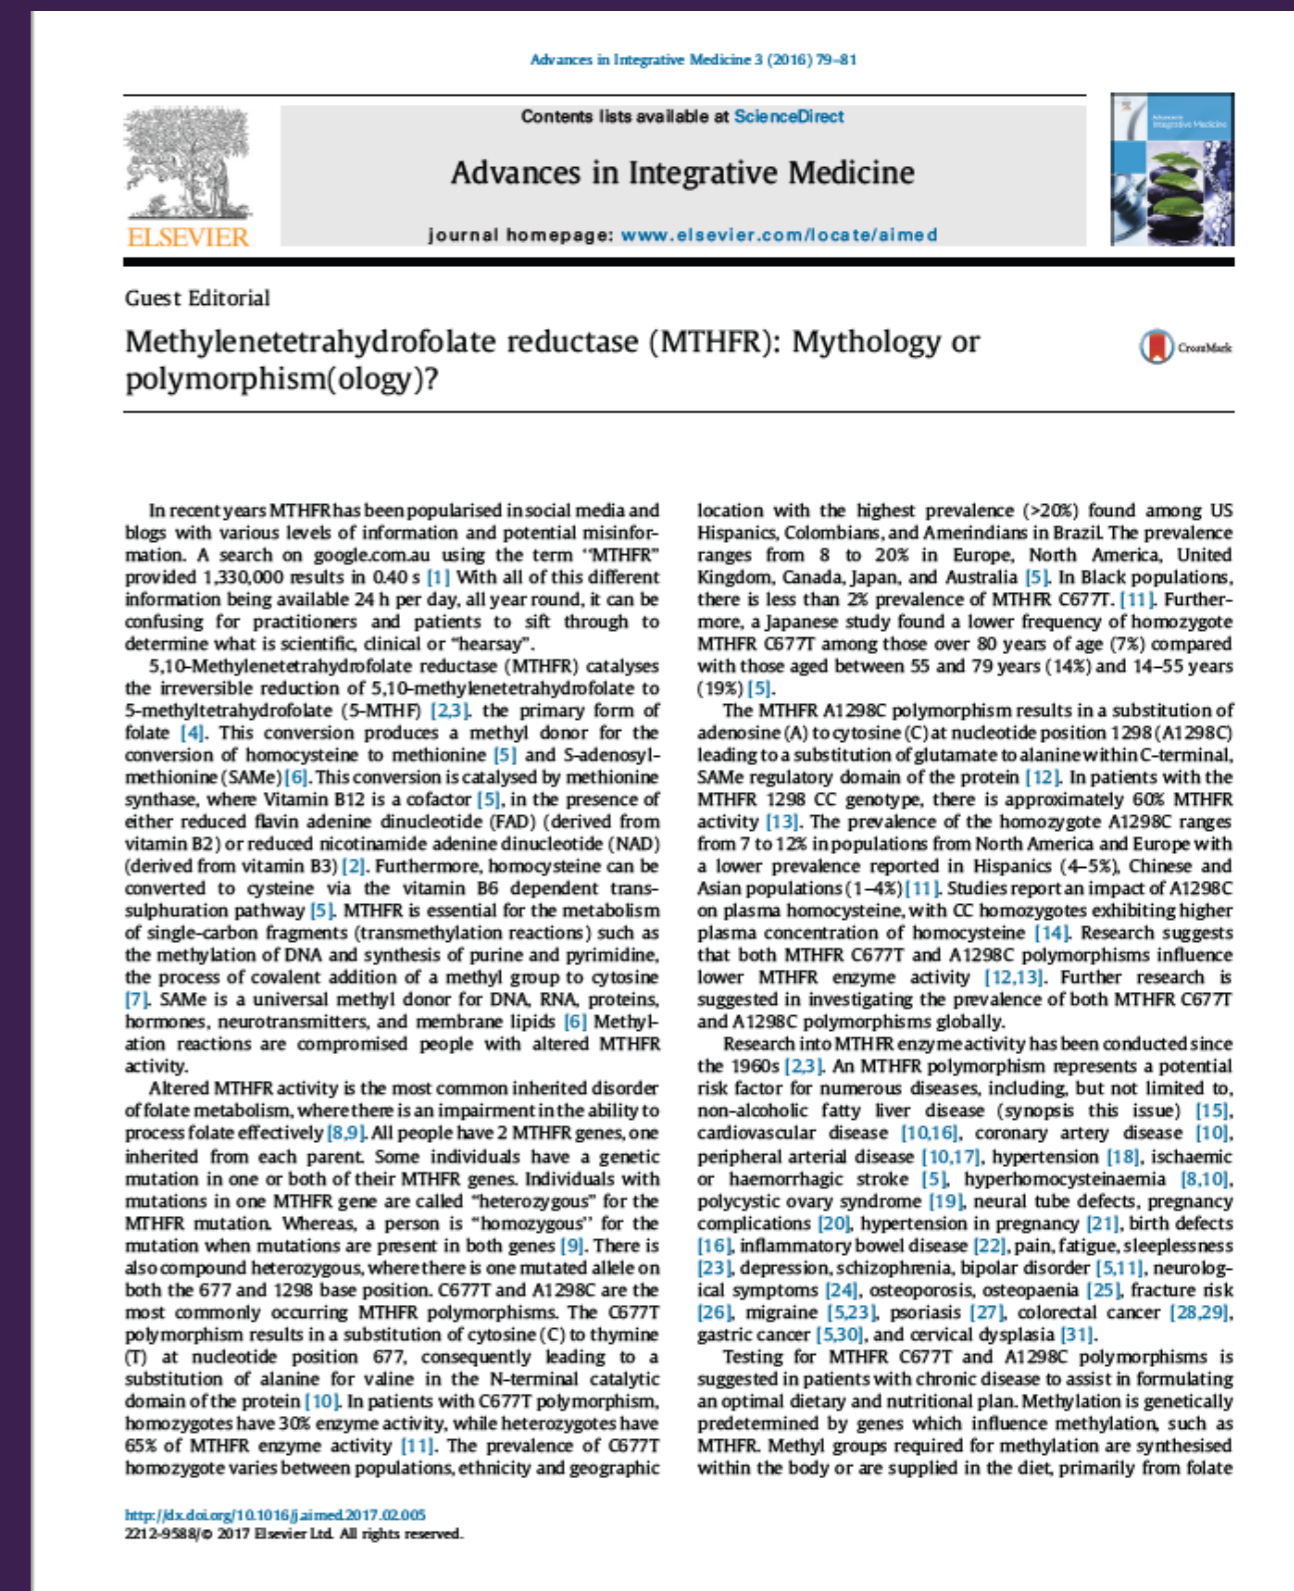 Advances in Integrative Medicine 3 (2016) 79–81
Contents lists available at ScienceDirect
Advances in Integrative Medicine
journal homepage: www.elsevier.com/locate/aimed
ELSEVIER
Advances in
Integrative Medicine
Guest Editorial
Methylenetetrahydrofolate reductase (MTHFR): Mythology or
polymorphism(ology)?
CrossMark
In recent years MTHFR has been popularised in social media and
blogs with various levels of information and potential misinfor-
mation. A search on google.com.au using the term "MTHFR"
provided 1,330,000 results in 0.40 s [1] With all of this different
information being available 24 h per day, all year round, it can be
confusing for practitioners and patients to sift through to
determine what is scientific, clinical or "hearsay".
5,10-Methylenetetrahydrofolate reductase (MTHFR) catalyses
the irreversible reduction of 5,10-methylenetetrahydrofolate to
5-methyltetrahydrofolate (5-MTHF) [2,3]. the primary form of
folate [4]. This conversion produces a methyl donor for the
conversion of homocysteine to methionine [5] and S-adenosyl-
methionine (SAMe) [6]. This conversion is catalysed by methionine
synthase, where Vitamin B12 is a cofactor [5], in the presence of
either reduced flavin adenine dinucleotide (FAD) (derived from
vitamin B2) or reduced nicotinamide adenine dinucleotide (NAD)
(derived from vitamin B3) [2]. Furthermore, homocysteine can be
converted to cysteine via the vitamin B6 dependent trans-
sulphuration pathway [5]. MTHFR is essential for the metabolism
of single-carbon fragments (transmethylation reactions) such as
the methylation of DNA and synthesis of purine and pyrimidine,
the process of covalent addition of a methyl group to cytosine
[7]. SAMe is a universal methyl donor for DNA, RNA, proteins,
hormones, neurotransmitters, and membrane lipids [6] Methyl-
ation reactions are compromised people with altered MTHFR
activity.
Altered MTHFR activity is the most common inherited disorder
of folate metabolism, where there is an impairment in the ability to
process folate effectively [8,9]. All people have 2 MTHFR genes, one
inherited from each parent. Some individuals have a genetic
mutation in one or both of their MTHFR genes. Individuals with
mutations in one MTHFR gene are called "heterozygous" for the
MTHFR mutation. Whereas, a person is "homozygous" for the
mutation when mutations are present in both genes [9]. There is
also compound heterozygous, where there is one mutated allele on
both the 677 and 1298 base position. C677T and A1298C are the
most commonly occurring MTHFR polymorphisms. The C677T
polymorphism results in a substitution of cytosine (C) to thymine
(T) at nucleotide position 677, consequently leading to a
substitution of alanine for valine in the N-terminal catalytic
domain of the protein [10]. In patients with C677T polymorphism,
homozygotes have 30% enzyme activity, while heterozygotes have
65% of MTHFR enzyme activity [11]. The prevalence of C677T
homozygote varies between populations, ethnicity and geographic
location with the highest prevalence (>20%) found among US
Hispanics, Colombians, and Amerindians in Brazil. The prevalence
ranges from 8 to 20% in Europe, North America, United
Kingdom, Canada, Japan, and Australia [5]. In Black populations,
there is less than 2% prevalence of MTHFR C677T. [11]. Further-
more, a Japanese study found a lower frequency of homozygote
MTHFR C677T among those over 80 years of age (7%) compared
with those aged between 55 and 79 years (14%) and 14–55 years
(19%) [5].
The MTHFR A1298C polymorphism results in a substitution of
adenosine (A) to cytosine (C) at nucleotide position 1298 (A1298C)
leading to a substitution of glutamate to alanine within C-terminal,
SAMe regulatory domain of the protein [12]. In patients with the
MTHFR 1298 CC genotype, there is approximately 60% MTHFR
activity [13]. The prevalence of the homozygote A1298C ranges
from 7 to 12% in populations from North America and Europe with
a lower prevalence reported in Hispanics (4–5%), Chinese and
Asian populations (1–4%) [11]. Studies report an impact of A1298C
on plasma homocysteine, with CC homozygotes exhibiting higher
plasma concentration of homocysteine [14]. Research suggests
that both MTHFR C677T and A1298C polymorphisms influence
lower MTHFR enzyme activity [12,13]. Further research is
suggested in investigating the prevalence of both MTHFR C677T
and A1298C polymorphisms globally.
Research into MTHFR enzyme activity has been conducted since
the 1960s [2,3]. An MTHFR polymorphism represents a potential
risk factor for numerous diseases, including, but not limited to,
non-alcoholic fatty liver disease (synopsis this issue) [15],
cardiovascular disease [10,16], coronary artery disease [10],
peripheral arterial disease [10,17], hypertension [18], ischaemic
or haemorrhagic stroke [5], hyperhomocysteinaemia [8,10],
polycystic ovary syndrome [19], neural tube defects, pregnancy
complications [20], hypertension in pregnancy [21], birth defects
[16], inflammatory bowel disease [22], pain, fatigue, sleeplessness
[23], depression, schizophrenia, bipolar disorder [5,11], neurolog-
ical symptoms [24], osteoporosis, osteopaenia [25], fracture risk
[26], migraine [5,23], psoriasis [27], colorectal cancer [28,29],
gastric cancer [5,30], and cervical dysplasia [31].
Testing for MTHFR C677T and A1298C polymorphisms is
suggested in patients with chronic disease to assist in formulating
an optimal dietary and nutritional plan. Methylation is genetically
predetermined by genes which influence methylation, such as
MTHFR. Methyl groups required for methylation are synthesised
within the body or are supplied in the diet, primarily from folate
http://dx.doi.org/10.1016/j.aimed.2017.02.005
2212-9588/© 2017 Elsevier Ltd. All rights reserved.